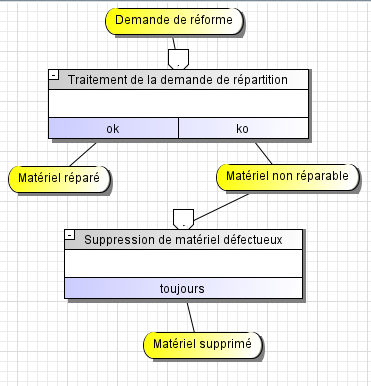 Demande de réforme
Traitement de la demande de répartition
ok
ko
Matériel réparé
Matériel non réparable
Suppression de matériel défectueux
toujours
Matériel supprimé